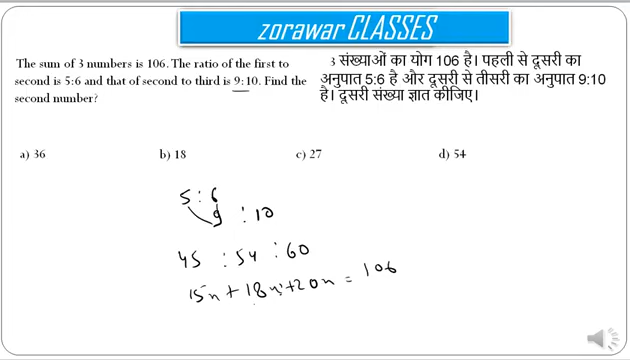 zorawar CLASSES
The sum of 3 numbers is 106. The ratio of the first to
second is 5:6 and that of second to third is 9:10. Find the
second number?
3 संख्याओं का योग 106 है। पहली से दूसरी का
अनुपात 5:6 है और दूसरी से तीसरी का अनुपात 9:10
है। दूसरी संख्या ज्ञात कीजिए।
a) 36 b) 18 c) 27 d) 54
5 : 6
9 : 10
45 : 54 : 60
15x + 18x + 20x = 106